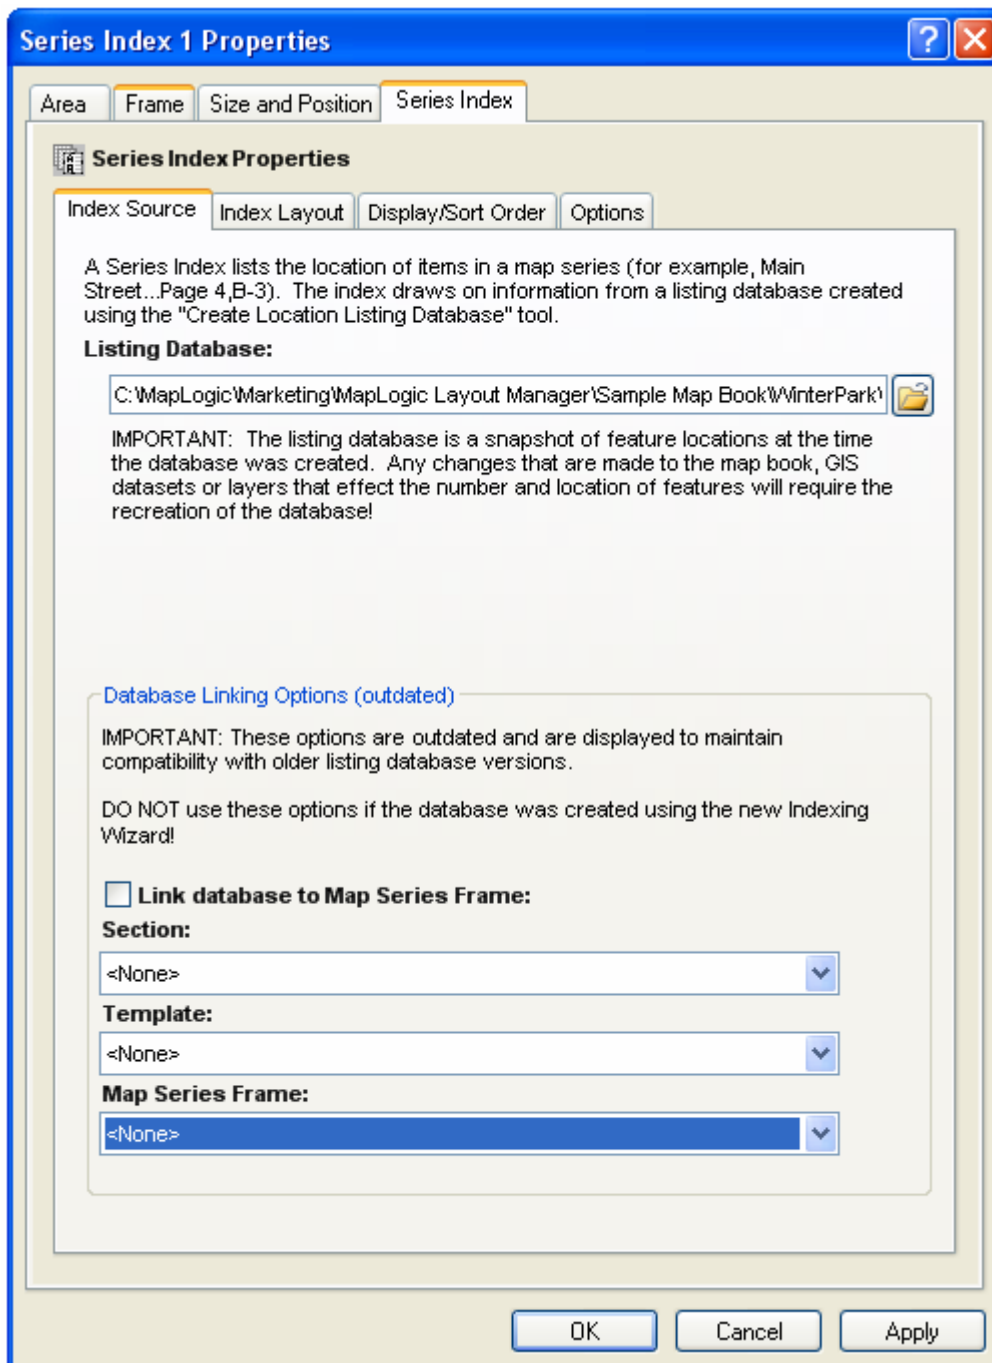 Series Index 1 Properties
Area Frame Size and Position Series Index
Series Index Properties
Index Source Index Layout Display/Sort Order Options
A Series Index lists the location of items in a map series (for example, Main
Street...Page 4,B-3). The index draws on information from a listing database created
using the "Create Location Listing Database" tool.
Listing Database:
C:\MapLogic\Marketing\MapLogic Layout Manager\Sample Map Book\WinterPark\
IMPORTANT: The listing database is a snapshot of feature locations at the time
the database was created. Any changes that are made to the map book, GIS
datasets or layers that effect the number and location of features will require the
recreation of the database!
Database Linking Options (outdated)
IMPORTANT: These options are outdated and are displayed to maintain
compatibility with older listing database versions.
DO NOT use these options if the database was created using the new Indexing
Wizard!
Link database to Map Series Frame:
Section:
<None>
Template:
<None>
Map Series Frame:
<None>
OK Cancel Apply